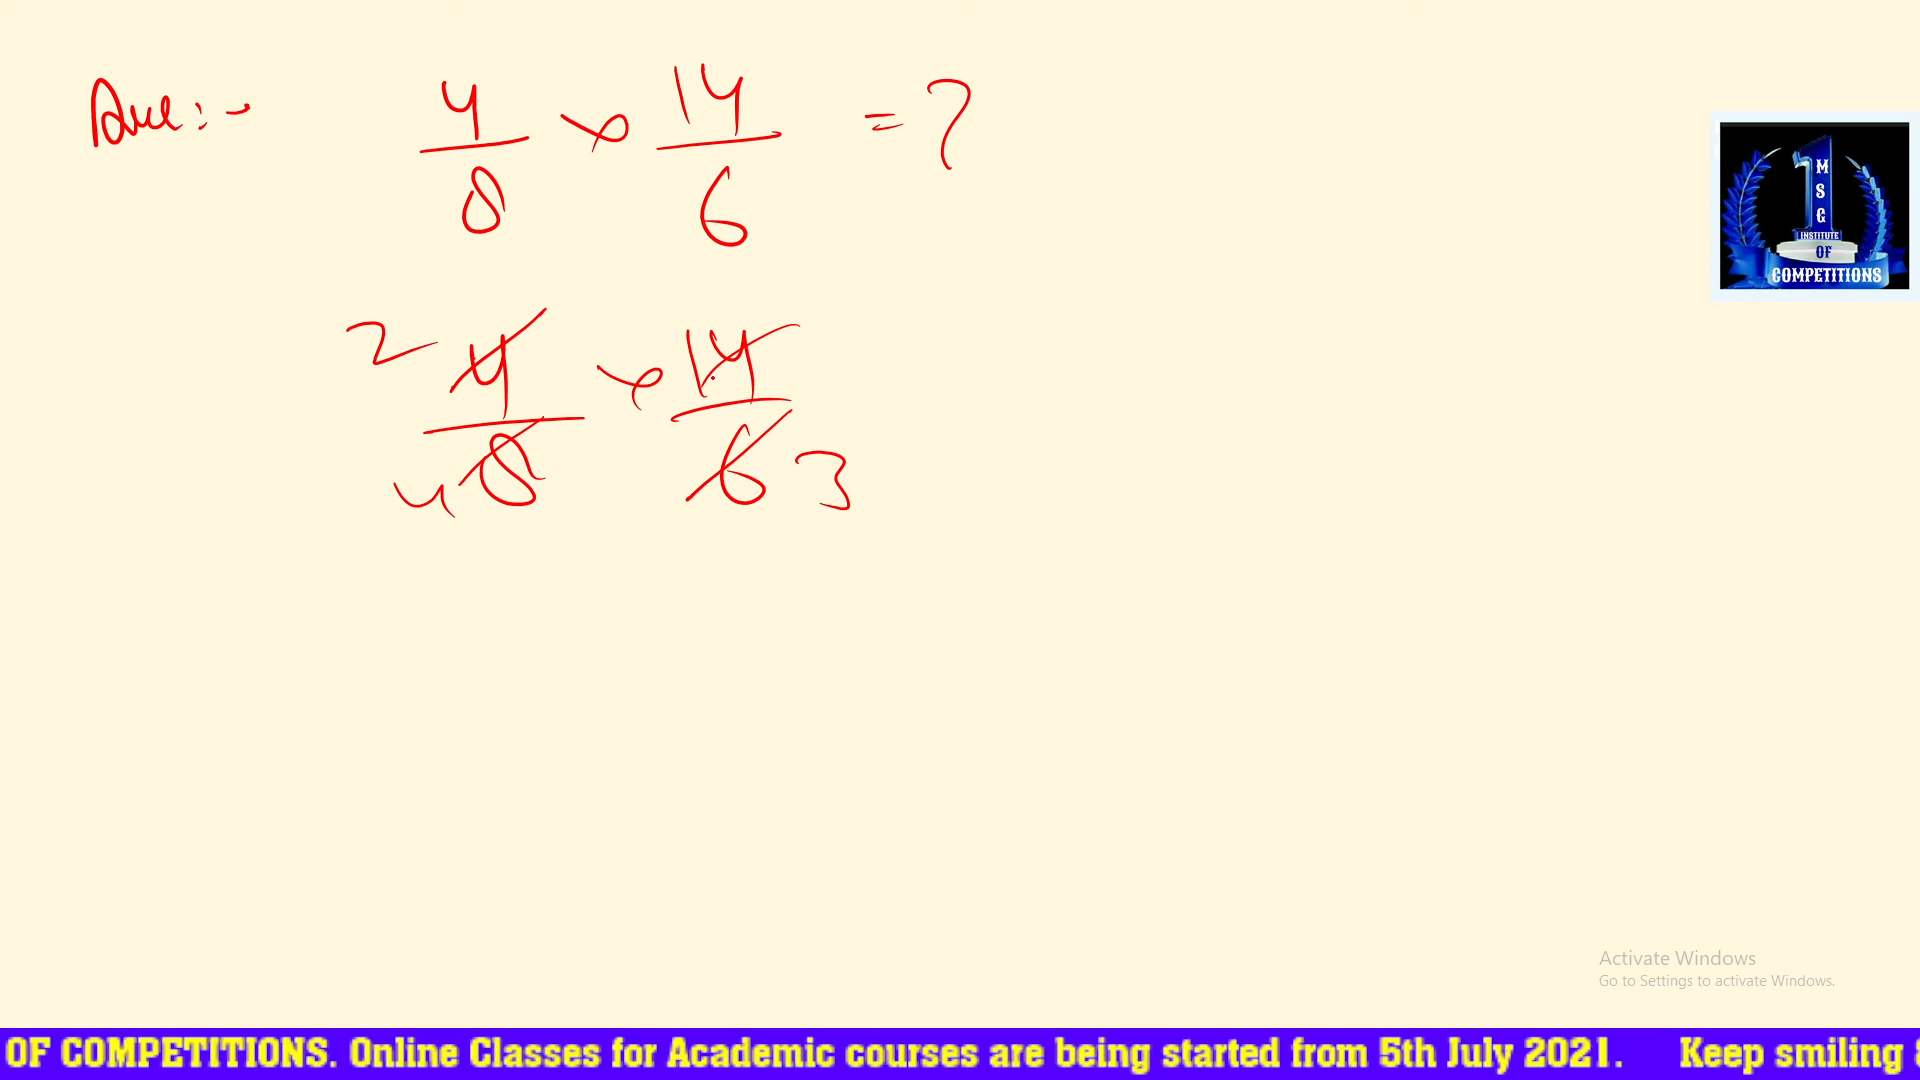 Que:-
4/8 × 14/6 = ?
2 4/8 4 × 14/6 3
1
M
S
G
INSTITUTE
OF
COMPETITIONS
Activate Windows
Go to Settings to activate Windows.
OF COMPETITIONS. Online Classes for Academic courses are being started from 5th July 2021. Keep smiling &